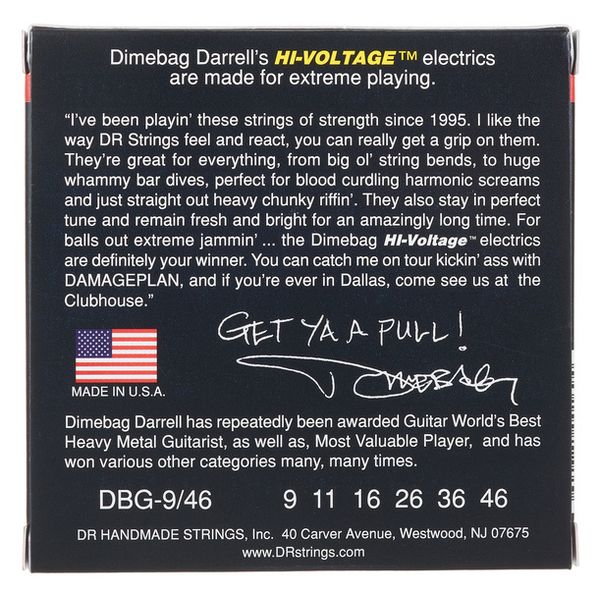 Dimebag Darrell's HI-VOLTAGE™ electrics
are made for extreme playing.
“I've been playin' these strings of strength since 1995. I like the
way DR Strings feel and react, you can really get a grip on them.
They're great for everything, from big ol' string bends, to huge
whammy bar dives, perfect for blood curdling harmonic screams
and just straight out heavy chunky riffin'. They also stay in perfect
tune and remain fresh and bright for an amazingly long time. For
balls out extreme jammin' ... the Dimebag Hi-Voltage™ electrics
are definitely your winner. You can catch me on tour kickin' ass with
DAMAGEPLAN, and if you're ever in Dallas, come see us at the
Clubhouse.”
GET YA A PULL!
DIMEBAG
MADE IN U.S.A.
Dimebag Darrell has repeatedly been awarded Guitar World's Best
Heavy Metal Guitarist, as well as, Most Valuable Player, and has
won various other categories many, many times.
DBG-9/46 9 11 16 26 36 46
DR HANDMADE STRINGS, Inc. 40 Carver Avenue, Westwood, NJ 07675
www.DRstrings.com